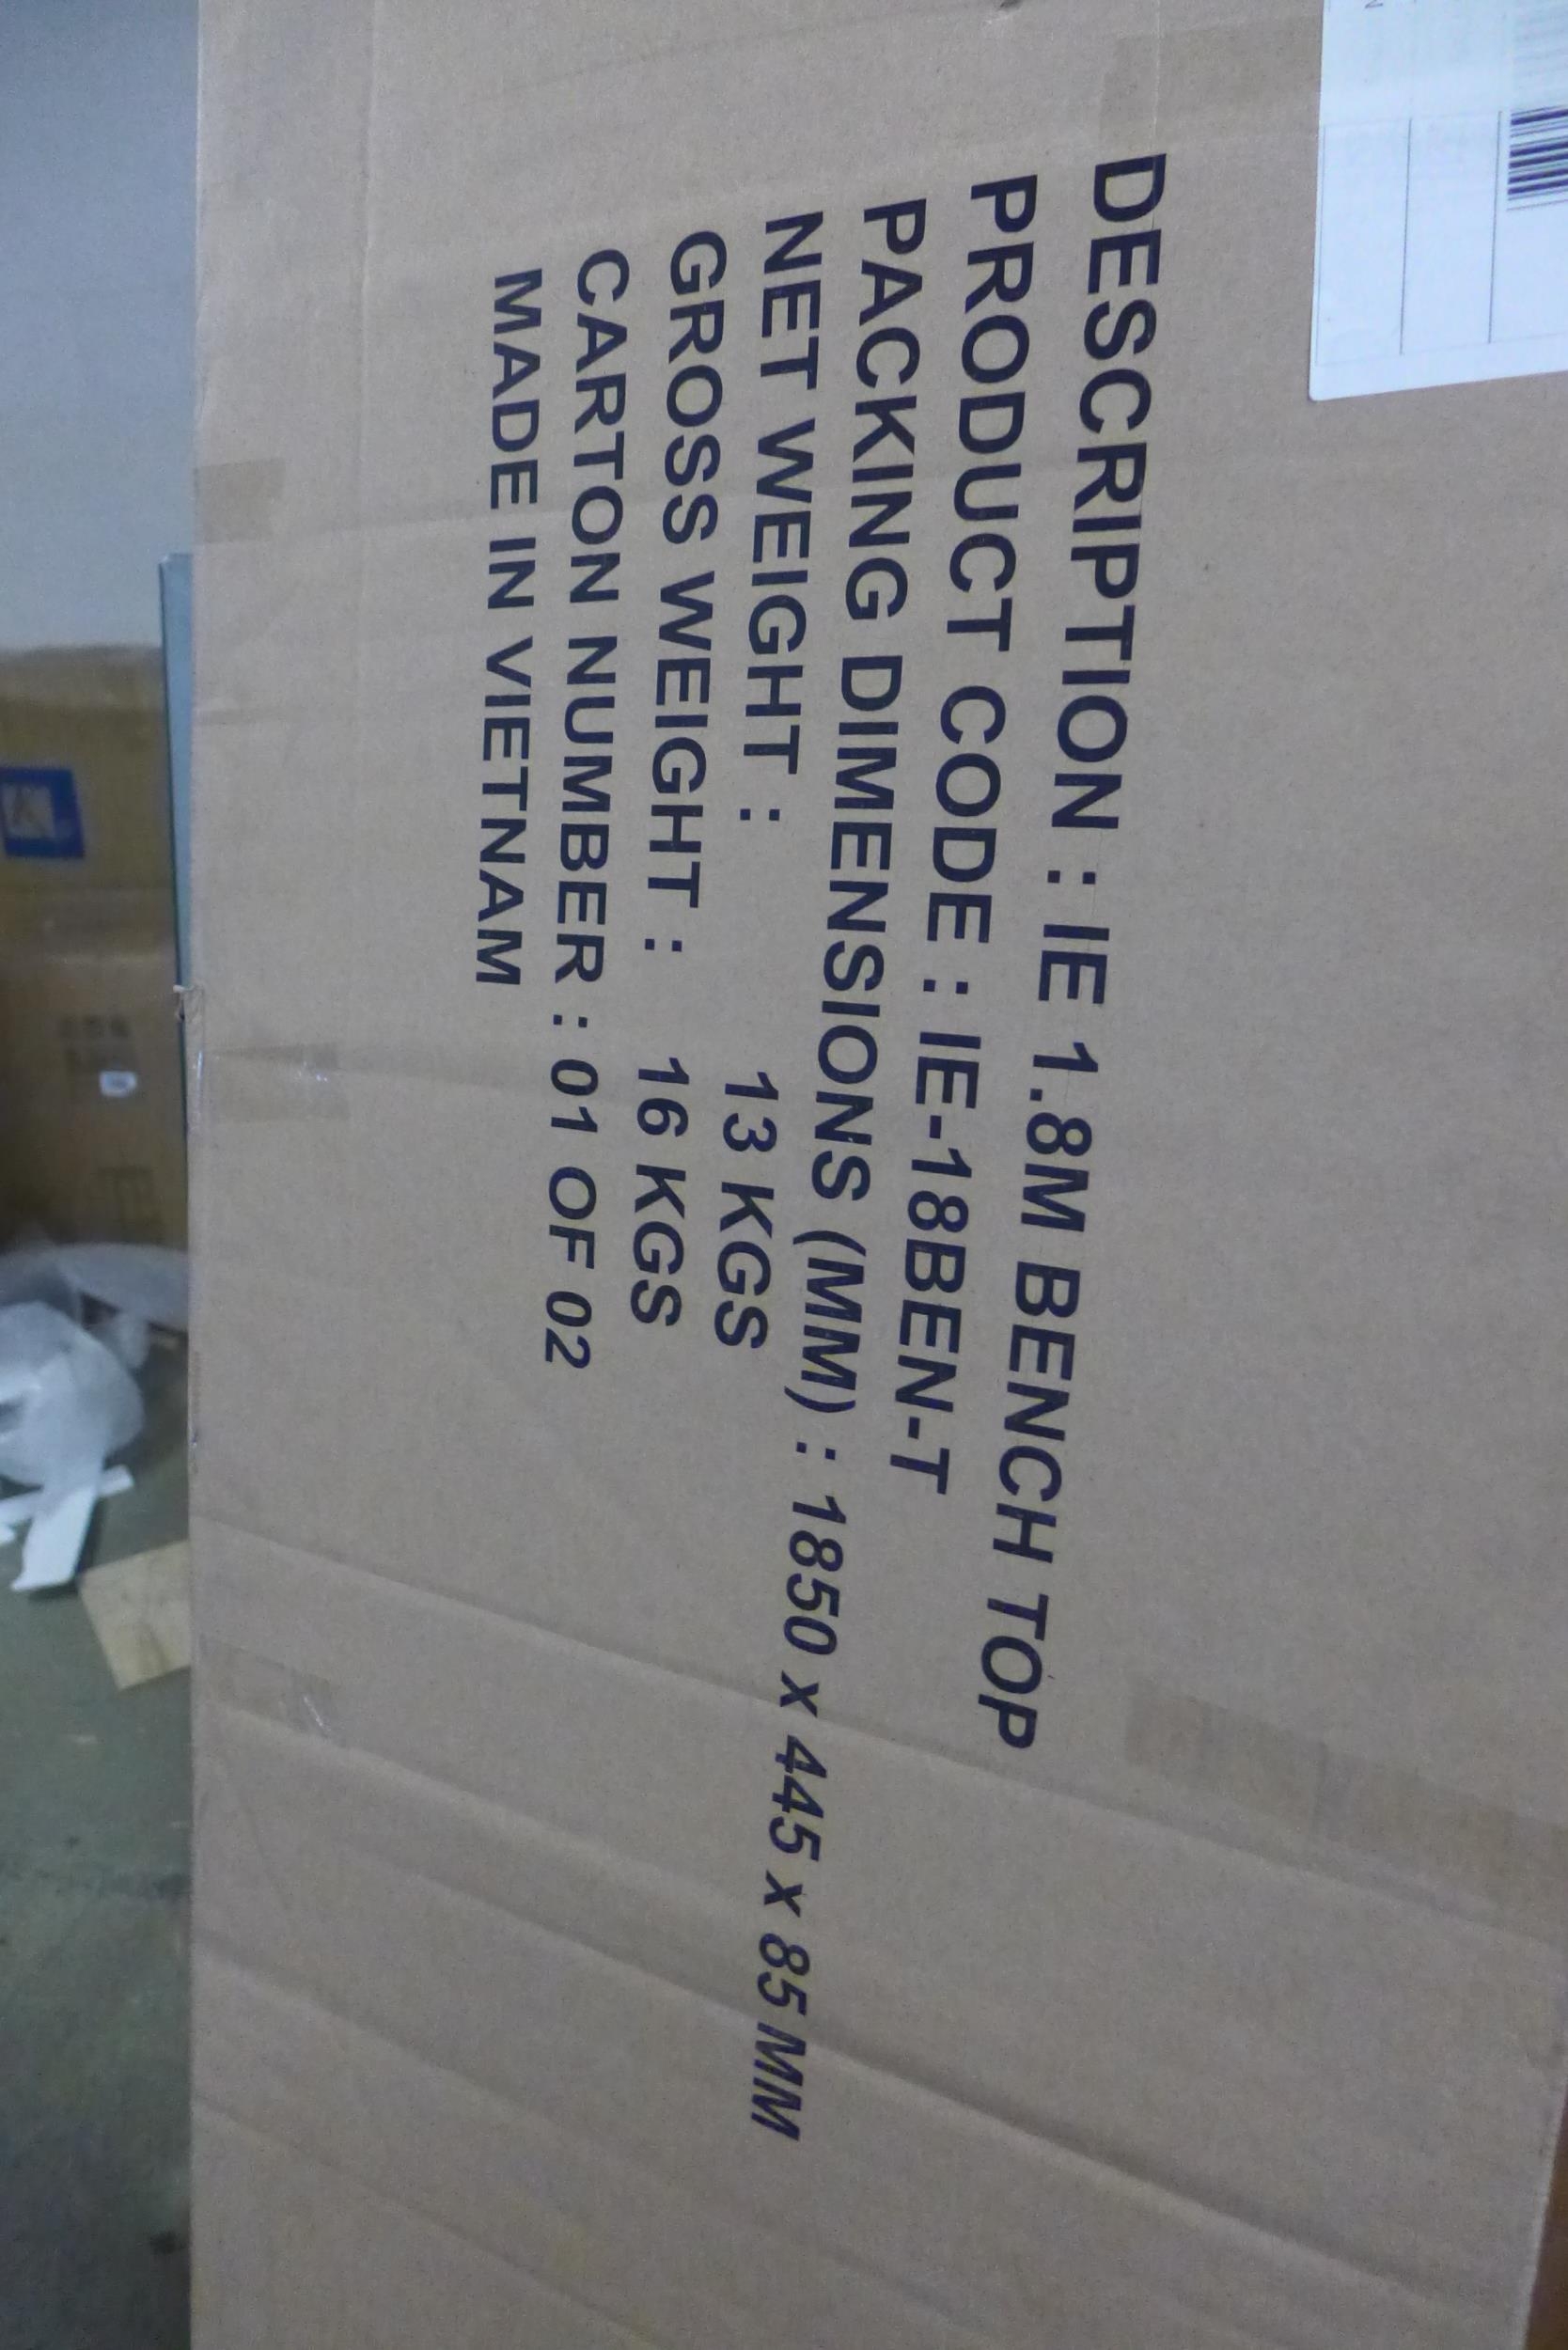 DESCRIPTION : IE 1.8M BENCH TOP
PRODUCT CODE : IE-18BEN-T
PACKING DIMENSIONS (MM) : 1850 x 445 x 85 MM
NET WEIGHT : 13 KGS
GROSS WEIGHT : 16 KGS
CARTON NUMBER : 01 OF 02
MADE IN VIETNAM